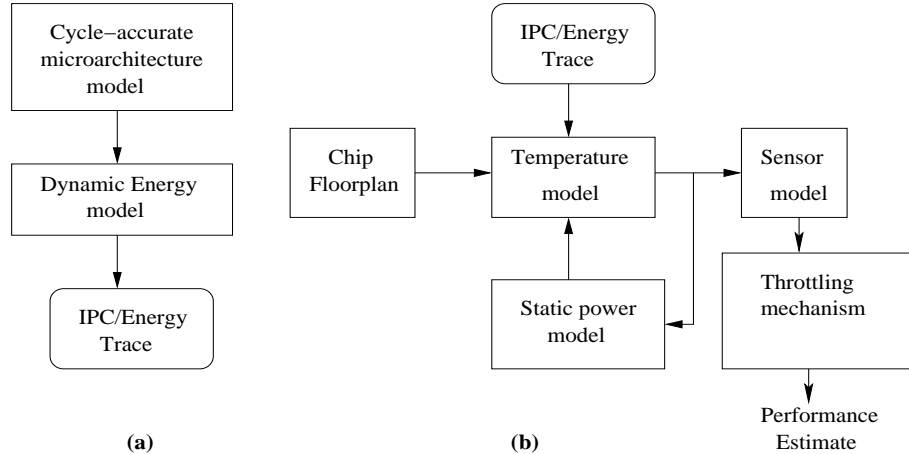 Cycle−accurate
microarchitecture
model
Dynamic Energy
model
IPC/Energy
Trace
(a)
IPC/Energy
Trace
Chip
Floorplan
Temperature
model
Sensor
model
Static power
model
Throttling
mechanism
Performance
Estimate
(b)